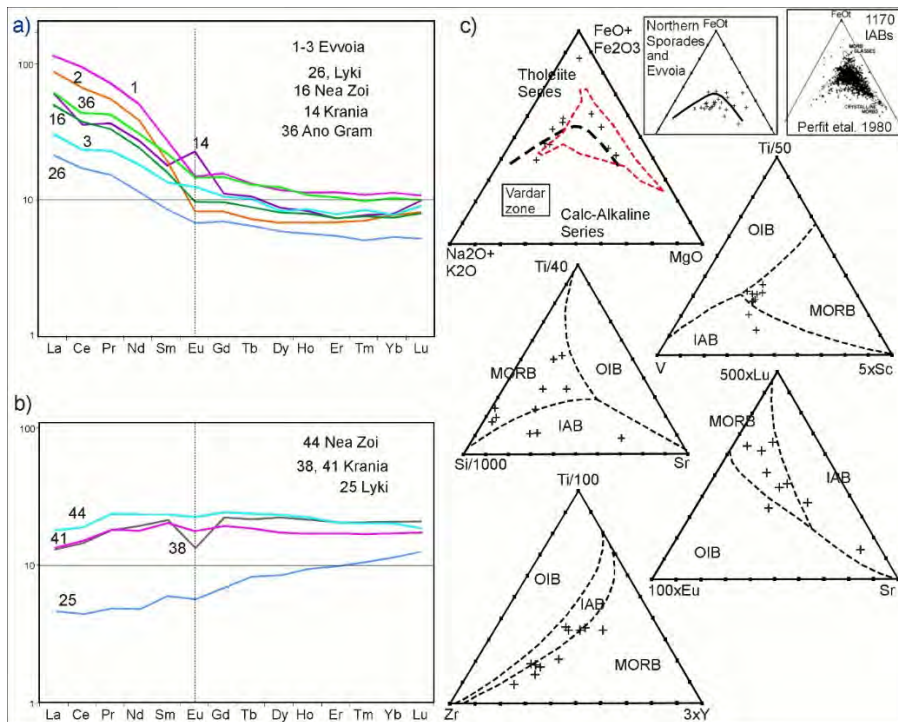 a)
1-3 Evvoia
26, Lyki
16 Nea Zoi
14 Krania
36 Ano Gram
100
10
1
1
2
36
16
3
26
14
La Ce Pr Nd Sm Eu Gd Tb Dy Ho Er Tm Yb Lu
b)
44 Nea Zoi
38, 41 Krania
25 Lyki
100
10
1
44
41
38
25
La Ce Pr Nd Sm Eu Gd Tb Dy Ho Er Tm Yb Lu
c)
FeO+
Fe2O3
Tholeiite
Series
Vardar
zone
Calc-Alkaline
Series
Na2O+
K2O
MgO
Northern
Sporades
and
Evvoia
FeOt
FeOt
1170
IABs
MORB
GLASSES
CRYSTALLINE
MORBS
Perfit etal. 1980
Ti/50
OIB
MORB
IAB
V
5xSc
Ti/40
MORB
OIB
IAB
Si/1000
Sr
500xLu
MORB
IAB
OIB
100xEu
Sr
Ti/100
OIB
IAB
MORB
Zr
3xY